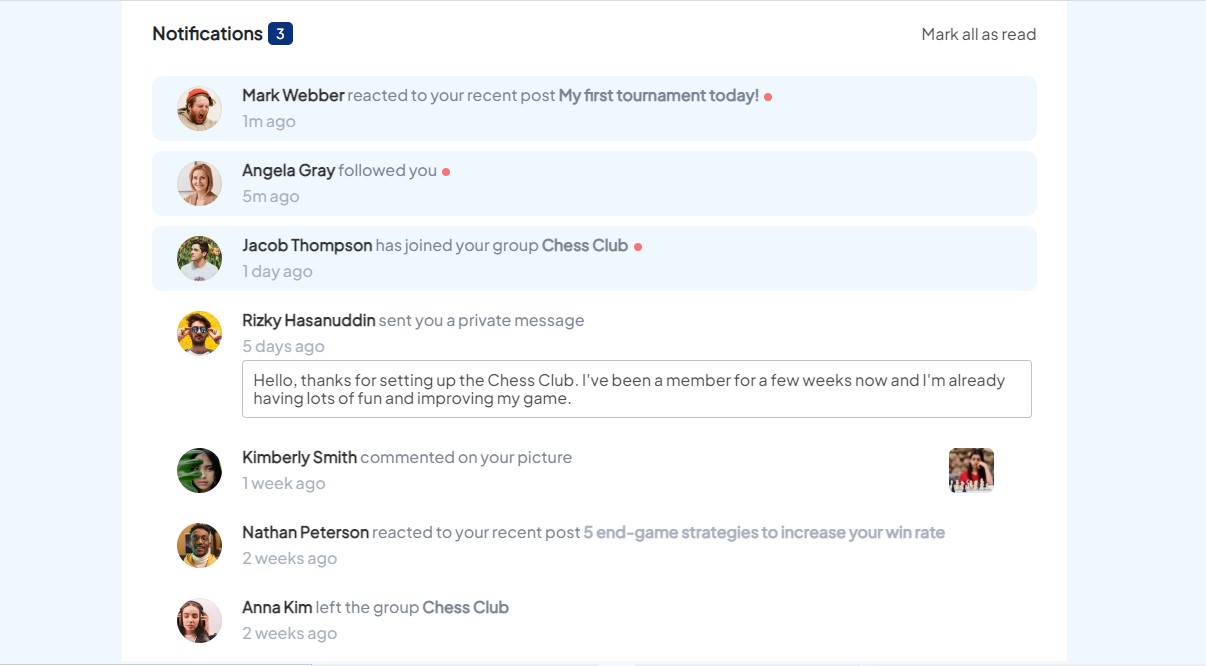 Notifications 3
Mark all as read
Mark Webber reacted to your recent post My first tournament today!
1m ago
Angela Gray followed you
5m ago
Jacob Thompson has joined your group Chess Club
1 day ago
Rizky Hasanuddin sent you a private message
5 days ago
Hello, thanks for setting up the Chess Club. I've been a member for a few weeks now and I'm already
having lots of fun and improving my game.
Kimberly Smith commented on your picture
1 week ago
Nathan Peterson reacted to your recent post 5 end-game strategies to increase your win rate
2 weeks ago
Anna Kim left the group Chess Club
2 weeks ago